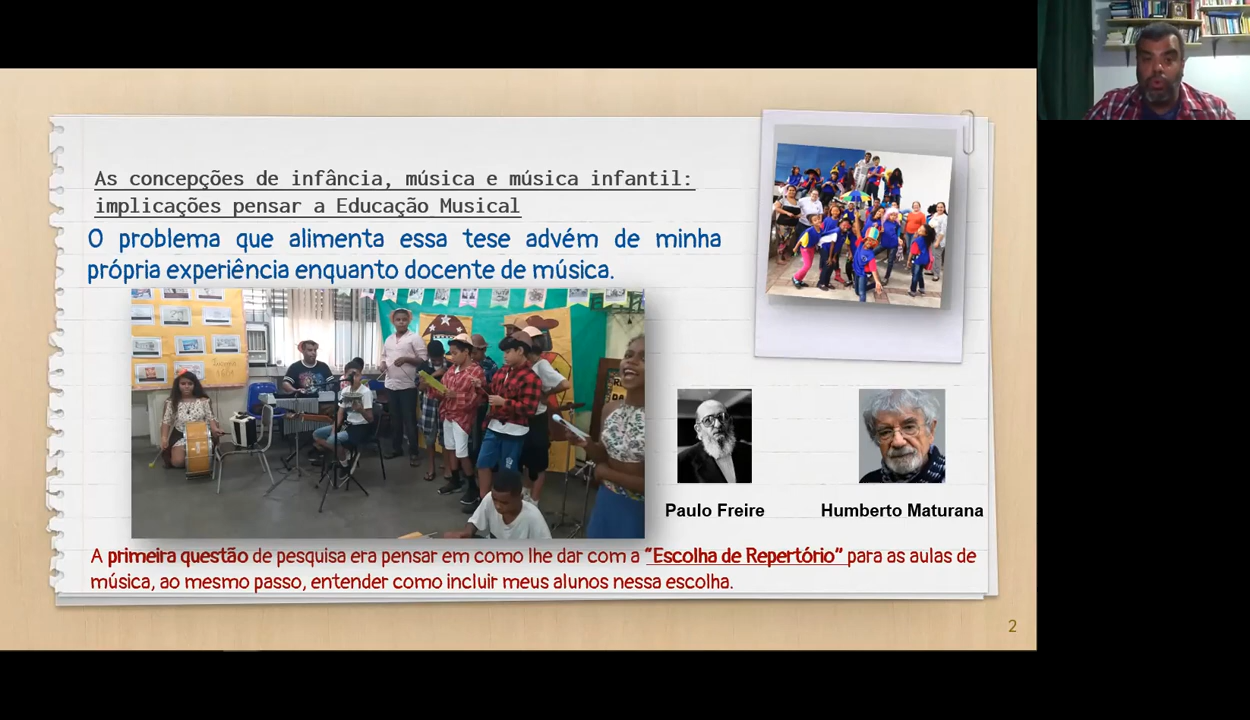 As concepções de infância, música e música infantil:
implicações pensar a Educação Musical
O problema que alimenta essa tese advém de minha
própria experiência enquanto docente de música.
Paulo Freire
Humberto Maturana
A primeira questão de pesquisa era pensar em como lhe dar com a "Escolha de Repertório" para as aulas de
música, ao mesmo passo, entender como incluir meus alunos nessa escolha.
2